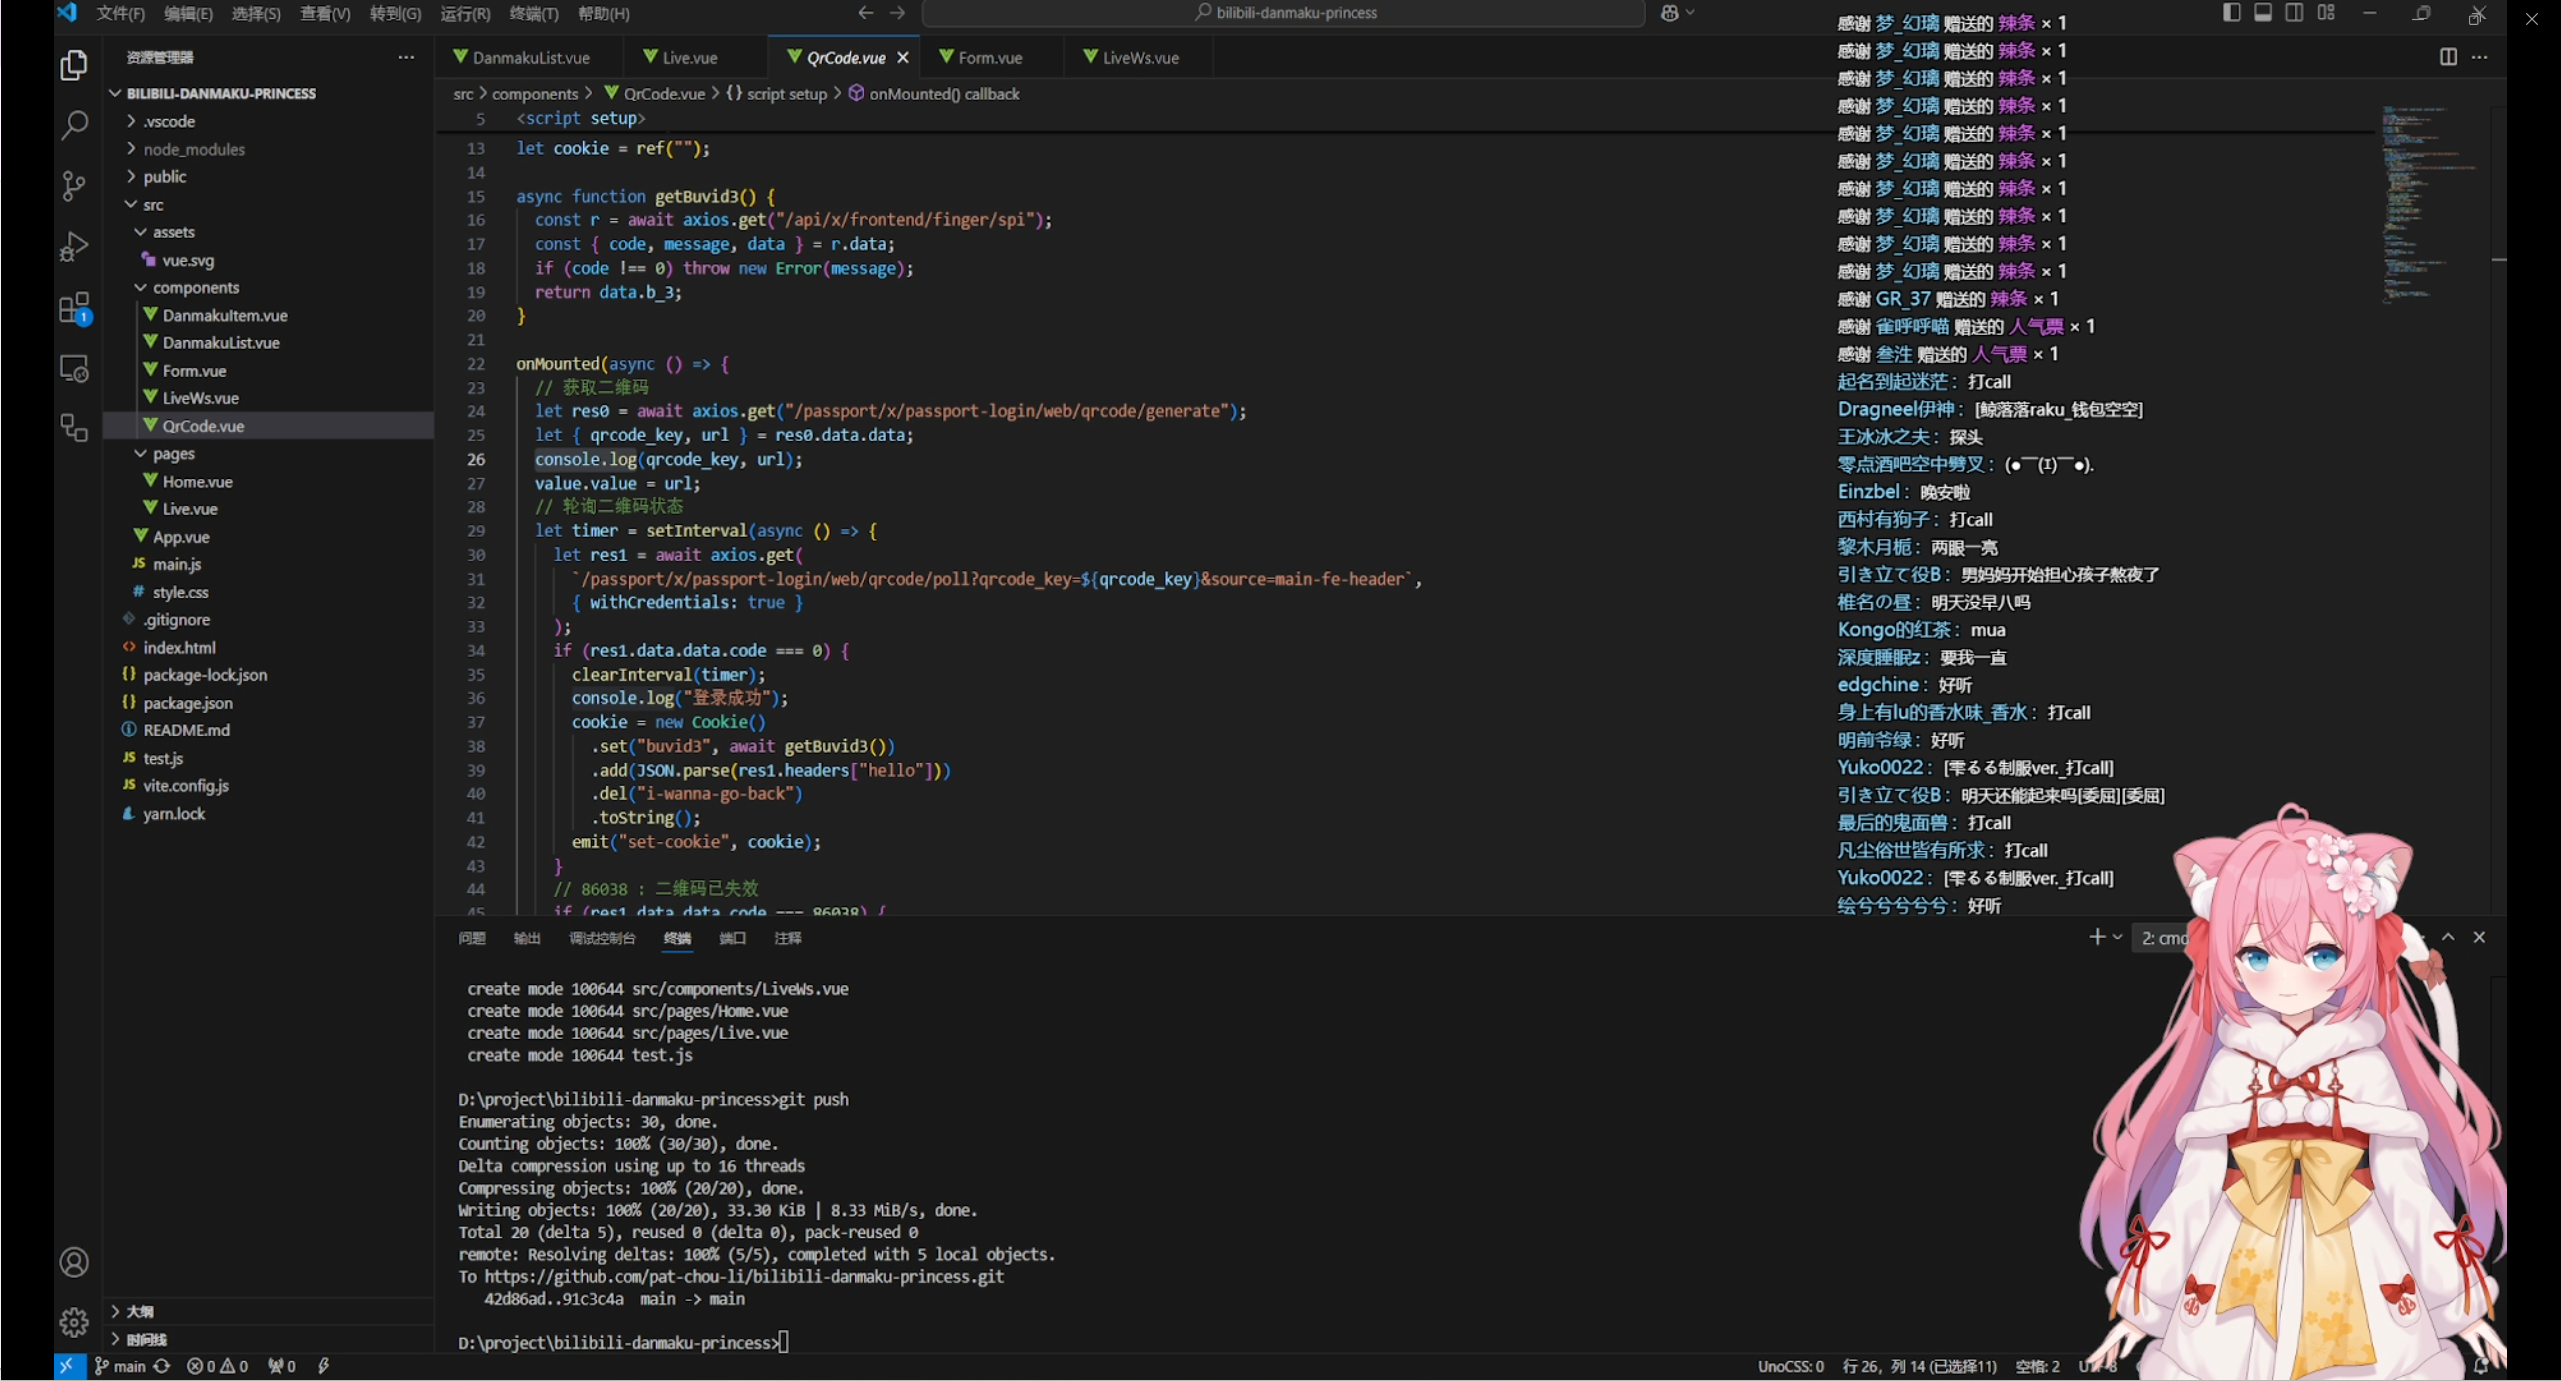 文件(F) 编辑(E) 选择(S) 查看(V) 转到(G) 运行(R) 终端(T) 帮助(H)
bilibili-danmaku-princess
资源管理器
BILIBILI-DANMAKU-PRINCESS
.vscode
node_modules
public
src
assets
vue.svg
components
DanmakuItem.vue
DanmakuList.vue
Form.vue
LiveWs.vue
QrCode.vue
pages
Home.vue
Live.vue
App.vue
JS main.js
# style.css
.gitignore
<> index.html
{} package-lock.json
{} package.json
README.md
JS test.js
JS vite.config.js
yarn.lock
大纲
时间线
DanmakuList.vue Live.vue QrCode.vue Form.vue LiveWs.vue
src > components > QrCode.vue > {} script setup > onMounted() callback
5 <script setup>
13 let cookie = ref("");
14
15 async function getBuvid3() {
16 const r = await axios.get("/api/x/frontend/finger/spi");
17 const { code, message, data } = r.data;
18 if (code !== 0) throw new Error(message);
19 return data.b_3;
20 }
21
22 onMounted(async () => {
23 // 获取二维码
24 let res0 = await axios.get("/passport/x/passport-login/web/qrcode/generate");
25 let { qrcode_key, url } = res0.data.data;
26 console.log(qrcode_key, url);
27 value.value = url;
28 // 轮询二维码状态
29 let timer = setInterval(async () => {
30 let res1 = await axios.get(
31 `/passport/x/passport-login/web/qrcode/poll?qrcode_key=${qrcode_key}&source=main-fe-header`,
32 { withCredentials: true }
33 );
34 if (res1.data.data.code === 0) {
35 clearInterval(timer);
36 console.log("登录成功");
37 cookie = new Cookie()
38 .set("buvid3", await getBuvid3())
39 .add(JSON.parse(res1.headers["hello"]))
40 .del("i-wanna-go-back")
41 .toString();
42 emit("set-cookie", cookie);
43 }
44 // 86038 : 二维码已失效
45 if (res1.data.data.code === 86038) {
感谢 梦_幻璃 赠送的 辣条 × 1
感谢 梦_幻璃 赠送的 辣条 × 1
感谢 梦_幻璃 赠送的 辣条 × 1
感谢 梦_幻璃 赠送的 辣条 × 1
感谢 梦_幻璃 赠送的 辣条 × 1
感谢 梦_幻璃 赠送的 辣条 × 1
感谢 梦_幻璃 赠送的 辣条 × 1
感谢 梦_幻璃 赠送的 辣条 × 1
感谢 梦_幻璃 赠送的 辣条 × 1
感谢 梦_幻璃 赠送的 辣条 × 1
感谢 GR_37 赠送的 辣条 × 1
感谢 雀呼呼喵 赠送的 人气票 × 1
感谢 叁泩 赠送的 人气票 × 1
起名到起迷茫：打call
Dragneel伊神：[鲸落落raku_钱包空空]
王冰冰之夫：探头
零点酒吧空中劈叉：(●￣(ｴ)￣●).
Einzbel：晚安啦
西村有狗子：打call
黎木月栀：两眼一亮
引き立て役B：男妈妈开始担心孩子熬夜了
椎名の昼：明天没早八吗
Kongo的红茶：mua
深度睡眠z：要我一直
edgchine：好听
身上有lu的香水味_香水：打call
明前爷绿：好听
Yuko0022：[雫るる制服ver._打call]
引き立て役B：明天还能起来吗[委屈][委屈]
最后的鬼面兽：打call
凡尘俗世皆有所求：打call
Yuko0022：[雫るる制服ver._打call]
绘兮兮兮兮兮：好听
问题 输出 调试控制台 终端 端口 注释
2: cmd
create mode 100644 src/components/LiveWs.vue
create mode 100644 src/pages/Home.vue
create mode 100644 src/pages/Live.vue
create mode 100644 test.js
D:\project\bilibili-danmaku-princess>git push
Enumerating objects: 30, done.
Counting objects: 100% (30/30), done.
Delta compression using up to 16 threads
Compressing objects: 100% (20/20), done.
Writing objects: 100% (20/20), 33.30 KiB | 8.33 MiB/s, done.
Total 20 (delta 5), reused 0 (delta 0), pack-reused 0
remote: Resolving deltas: 100% (5/5), completed with 5 local objects.
To https://github.com/pat-chou-li/bilibili-danmaku-princess.git
42d86ad..91c3c4a main -> main
D:\project\bilibili-danmaku-princess>
main 0 0 0 UnoCSS: 0 行 26，列 14 (已选择11) 空格: 2 UTF-8